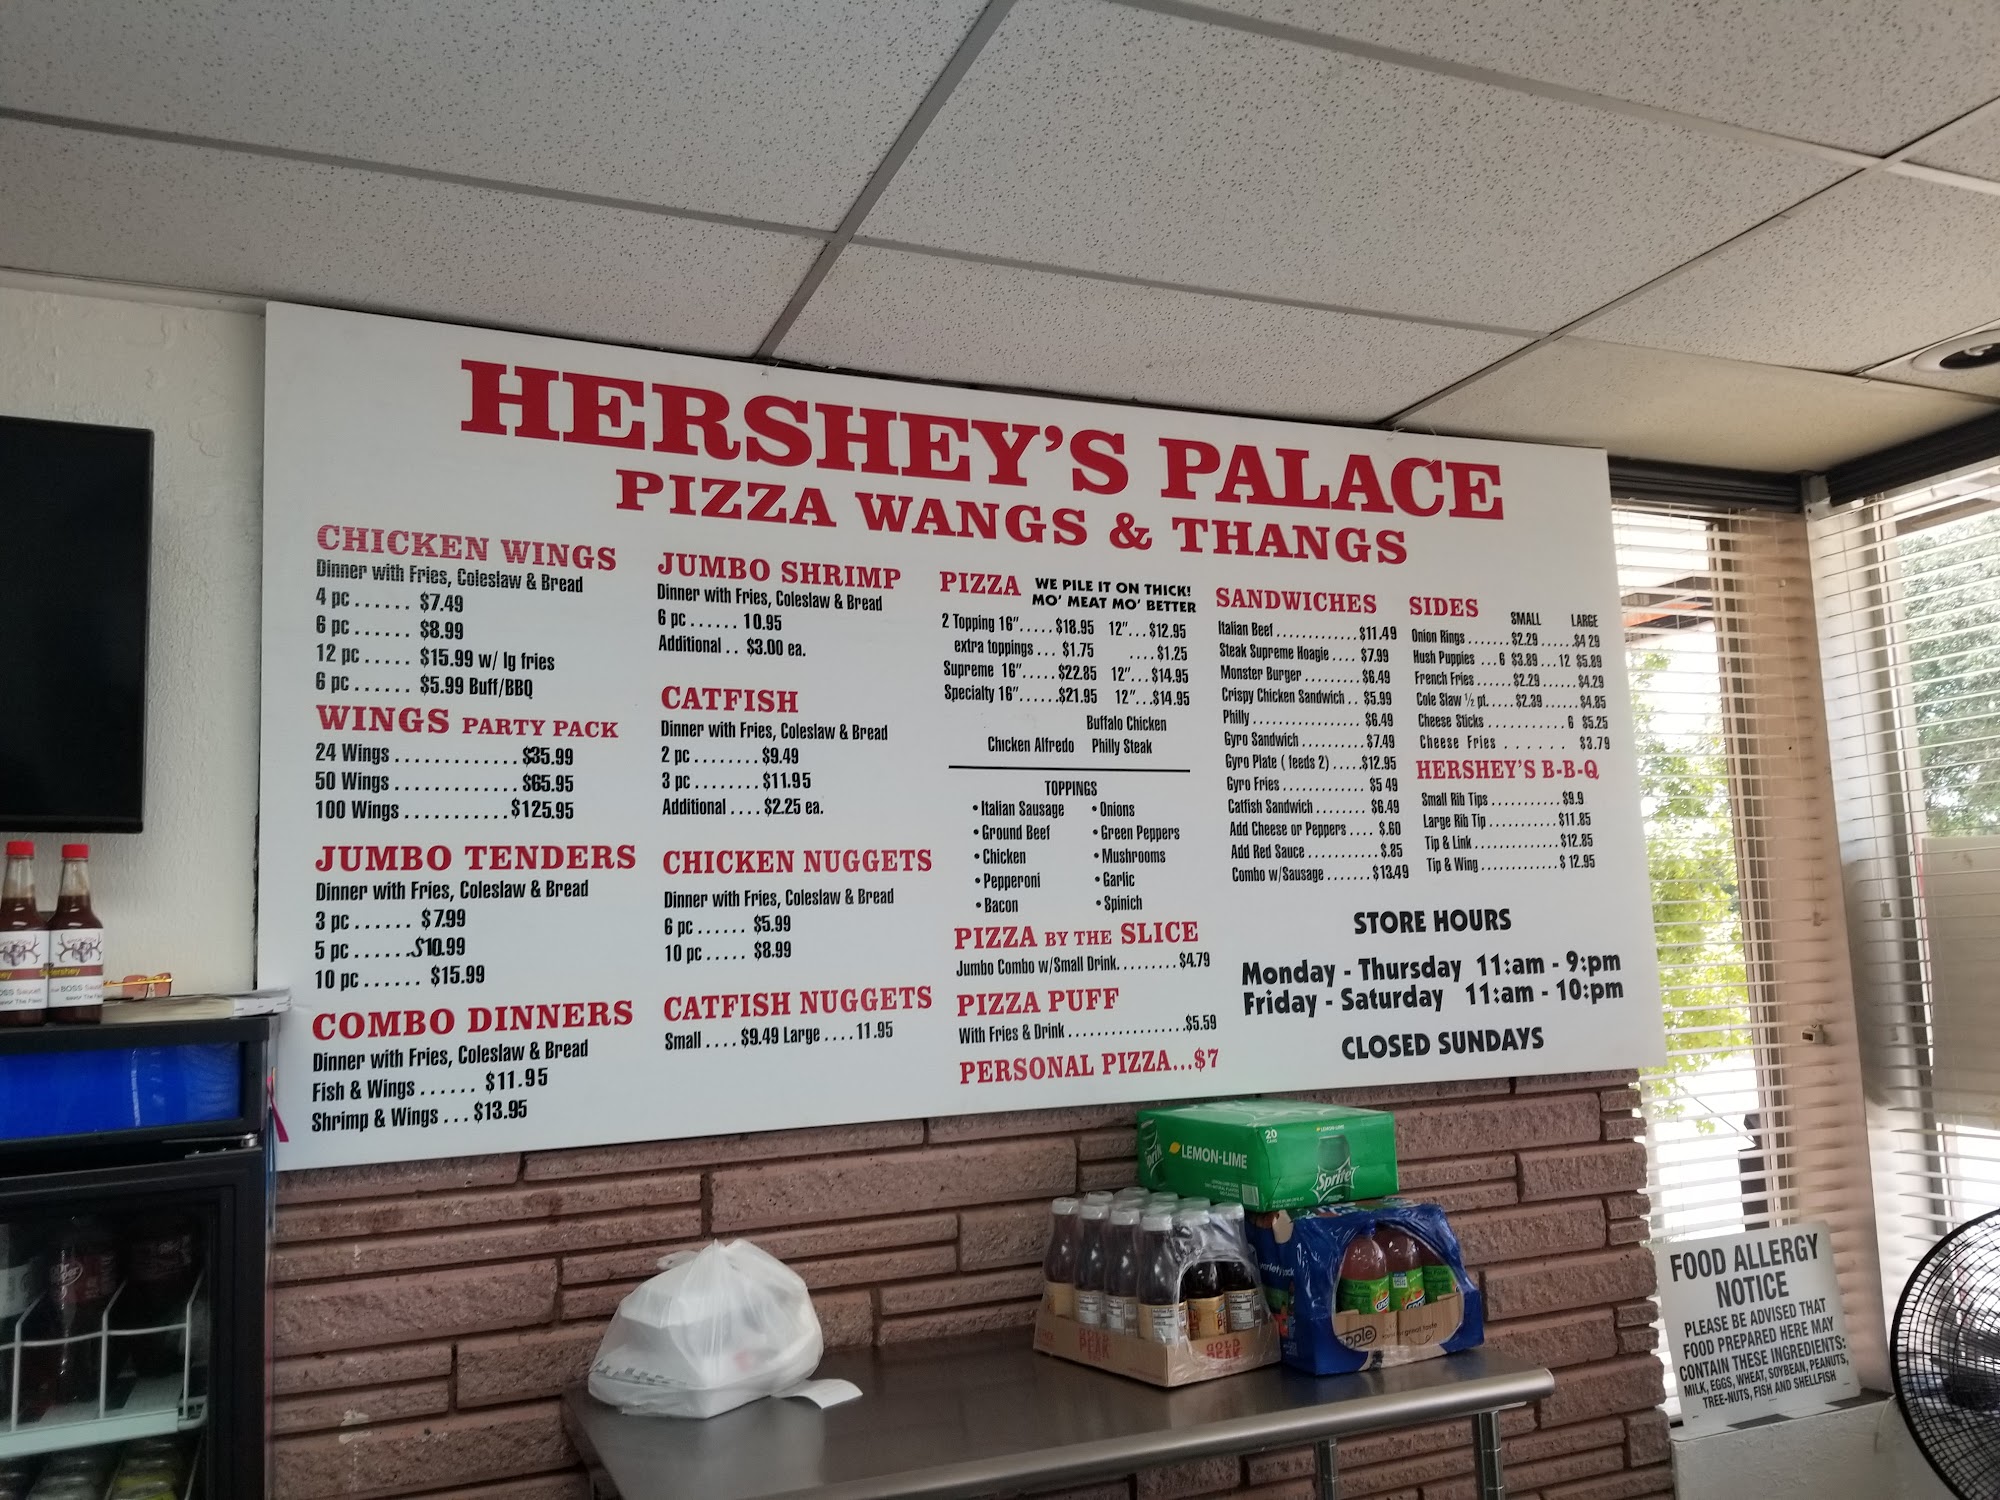 HERSHEY'S PALACE
PIZZA WANGS & THANGS
CHICKEN WINGS
Dinner with Fries, Coleslaw & Bread
4 pc...... $7.49
6 pc...... $8.99
12 pc..... $15.99 w/ lg fries
6 pc...... $5.99 Buff/BBQ
WINGS PARTY PACK
24 Wings............. $35.99
50 Wings............. $65.95
100 Wings...........$125.95
JUMBO TENDERS
Dinner with Fries, Coleslaw & Bread
3 pc...... $7.99
5 pc......$10.99
10 pc..... $15.99
COMBO DINNERS
Dinner with Fries, Coleslaw & Bread
Fish & Wings...... $11.95
Shrimp & Wings...$13.95
JUMBO SHRIMP
Dinner with Fries, Coleslaw & Bread
6 pc...... 10.95
Additional.. $3.00 ea.
CATFISH
Dinner with Fries, Coleslaw & Bread
2 pc........$9.49
3 pc........$11.95
Additional....$2.25 ea.
CHICKEN NUGGETS
Dinner with Fries, Coleslaw & Bread
6 pc...... $5.99
10 pc..... $8.99
CATFISH NUGGETS
Small....$9.49 Large....11.95
PIZZA WE PILE IT ON THICK!
MO' MEAT MO' BETTER
2 Topping 16".....$18.95 12"...$12.95
extra toppings... $1.75 ....$1.25
Supreme 16".....$22.85 12"...$14.95
Specialty 16".....$21.95 12"...$14.95
Buffalo Chicken
Chicken Alfredo Philly Steak
TOPPINGS
• Italian Sausage • Onions
• Ground Beef • Green Peppers
• Chicken • Mushrooms
• Pepperoni • Garlic
• Bacon • Spinich
PIZZA BY THE SLICE
Jumbo Combo w/Small Drink.........$4.79
PIZZA PUFF
With Fries & Drink.................$5.59
PERSONAL PIZZA...$7
SANDWICHES
Italian Beef............$11.49
Steak Supreme Hoagie.... $7.99
Monster Burger.........$6.49
Crispy Chicken Sandwich.. $5.99
Philly................. $6.49
Gyro Sandwich..........$7.49
Gyro Plate ( feeds 2).....$12.95
Gyro Fries..............$5 49
Catfish Sandwich........ $6.49
Add Cheese or Peppers.... $.60
Add Red Sauce...........$.85
Combo w/Sausage.......$13.49
SIDES SMALL LARGE
Onion Rings.......$2.29......$4 29
Hush Puppies ...6 $3.89...12 $5.89
French Fries......$2.29......$4.29
Cole Slaw ½ pt.....$2.39......$4.85
Cheese Sticks........... 6 $5.25
Cheese Fries . . . . . . . $3.79
HERSHEY'S B-B-Q
Small Rib Tips...........$9.9
Large Rib Tip...........$11.85
Tip & Link..............$12.85
Tip & Wing.............$ 12.95
STORE HOURS
Monday - Thursday 11:am - 9:pm
Friday - Saturday 11:am - 10:pm
CLOSED SUNDAYS
20
LEMON-LIME
Sprite
GOLD PEAK
GOLD PEAK
variety pack
apple
FOOD ALLERGY
NOTICE
PLEASE BE ADVISED THAT
FOOD PREPARED HERE MAY
CONTAIN THESE INGREDIENTS:
MILK, EGGS, WHEAT, SOYBEAN, PEANUTS,
TREE-NUTS, FISH AND SHELLFISH